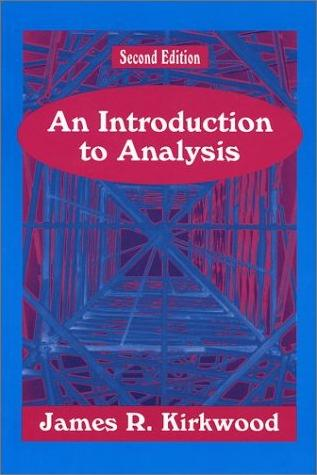 Second Edition
An Introduction
to Analysis
James R. Kirkwood